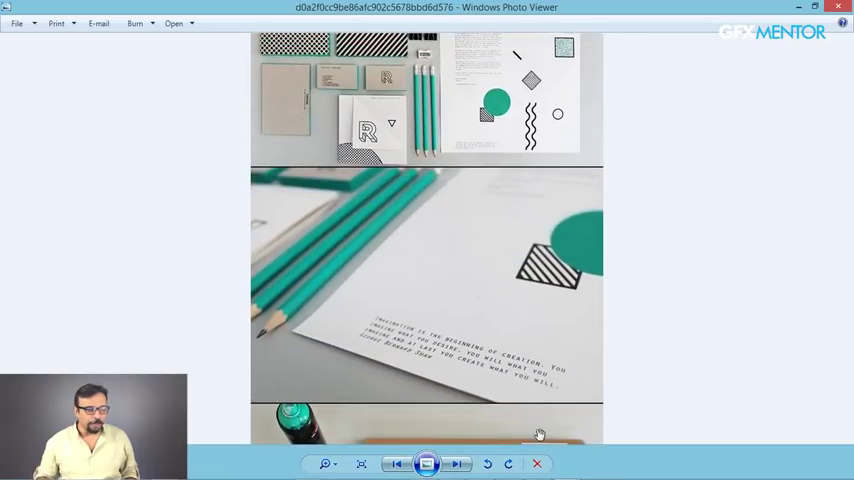 d0a2f0cc9be86afc902c5678bbd6d576 - Windows Photo Viewer
File Print E-mail Burn Open
GFXMENTOR
R
R
IMAGINATION IS THE BEGINNING OF CREATION. YOU
IMAGINE WHAT YOU DESIRE, YOU WILL WHAT YOU
IMAGINE AND AT LAST YOU CREATE WHAT YOU WILL.
GEORGE BERNARD SHAW